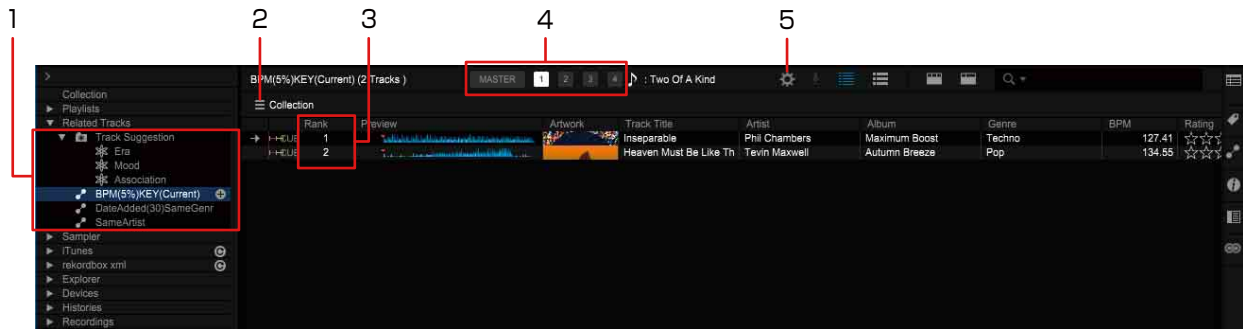 1 2 3 4 5
BPM(5%)KEY(Current) (2 Tracks ) MASTER 1 2 3 4 : Two Of A Kind
Collection
Playlists
Related Tracks
Track Suggestion
Era
Mood
Association
BPM(5%)KEY(Current)
DateAdded(30)SameGenr
SameArtist
Sampler
iTunes
rekordbox xml
Explorer
Devices
Histories
Recordings
Collection
Rank Preview Artwork Track Title Artist Album Genre BPM Rating
CUE 1 Inseparable Phil Chambers Maximum Boost Techno 127.41
CUE 2 Heaven Must Be Like Th Tevin Maxwell Autumn Breeze Pop 134.55